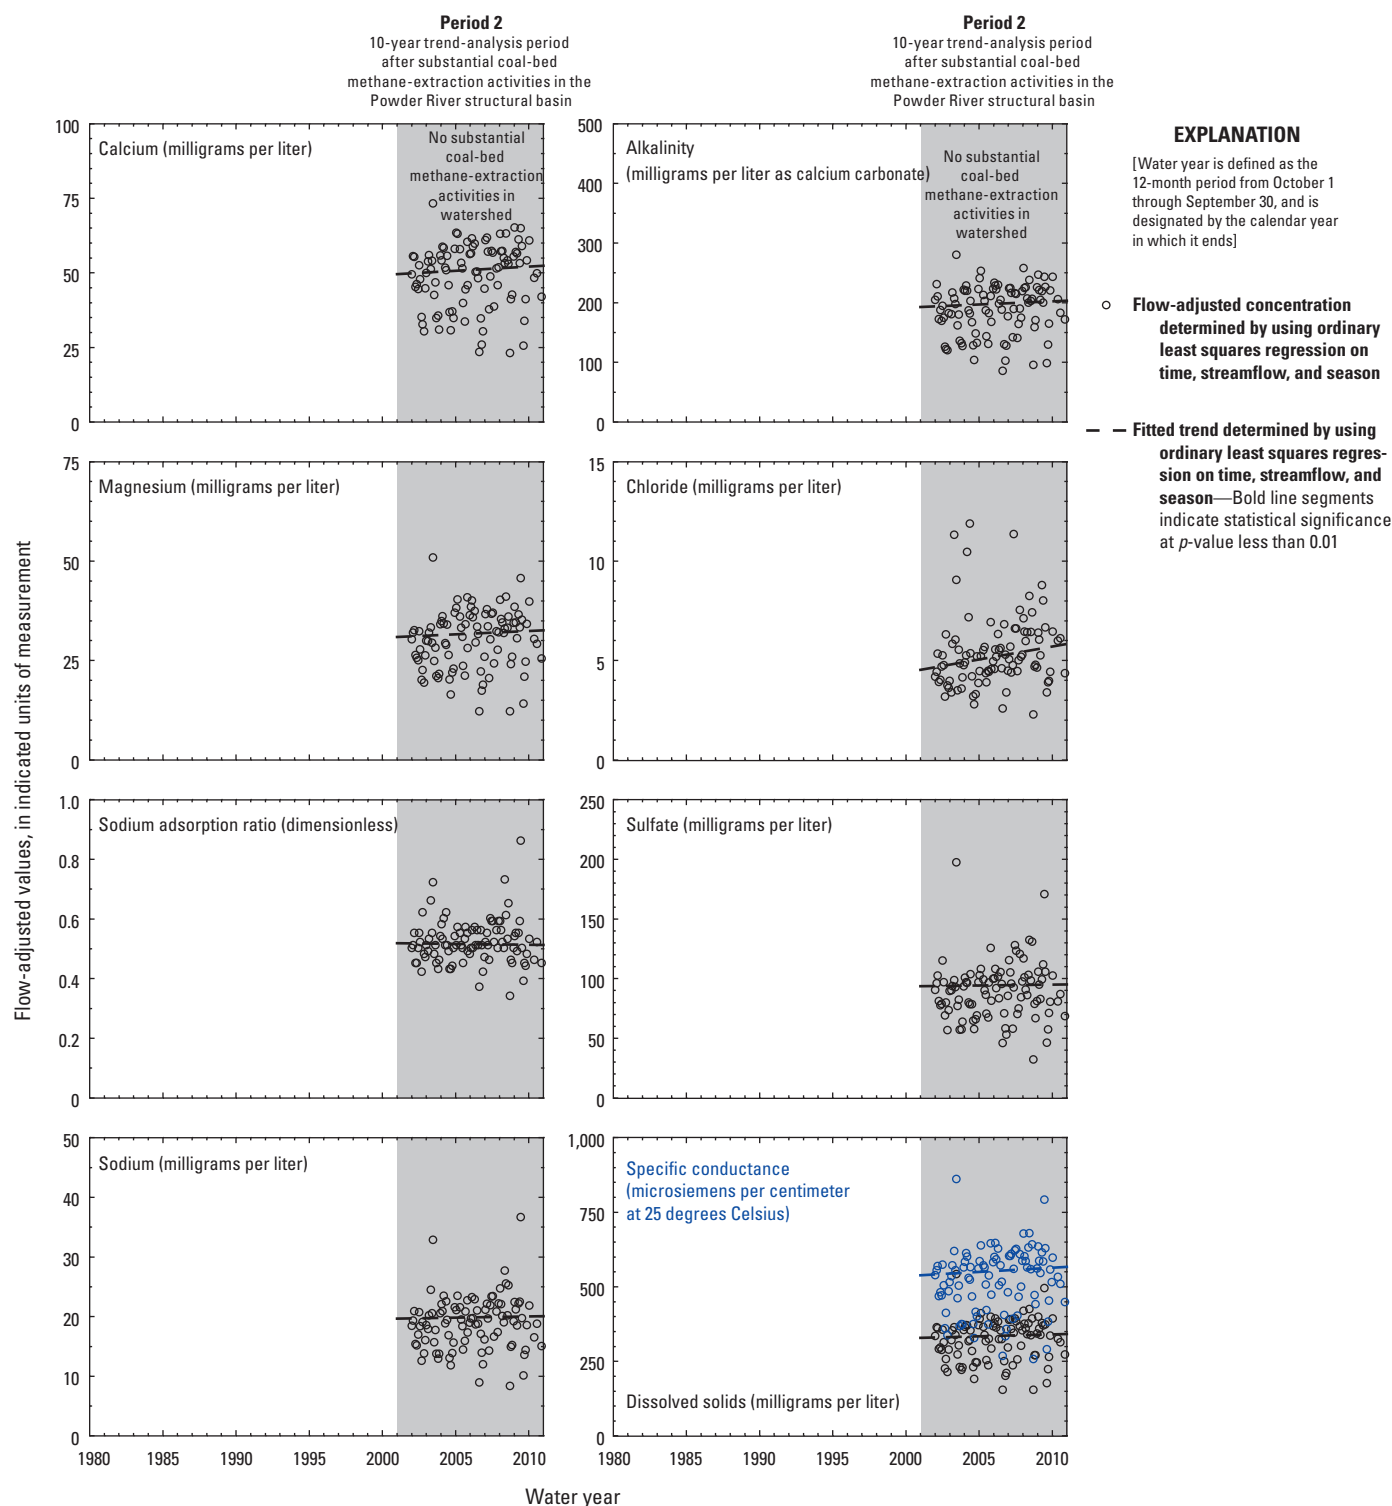 Period 2
10-year trend-analysis period
after substantial coal-bed
methane-extraction activities in the
Powder River structural basin
Period 2
10-year trend-analysis period
after substantial coal-bed
methane-extraction activities in the
Powder River structural basin
100
75
50
25
0
Calcium (milligrams per liter)
No substantial
coal-bed
methane-extraction
activities in
watershed
500
400
300
200
100
0
Alkalinity
(milligrams per liter as calcium carbonate)
No substantial
coal-bed
methane-extraction
activities in
watershed
EXPLANATION
[Water year is defined as the
12-month period from October 1
through September 30, and is
designated by the calendar year
in which it ends]
Flow-adjusted concentration
determined by using ordinary
least squares regression on
time, streamflow, and season
Fitted trend determined by using
ordinary least squares regres-
sion on time, streamflow, and
season—Bold line segments
indicate statistical significance
at p-value less than 0.01
Flow-adjusted values, in indicated units of measurement
75
50
25
0
Magnesium (milligrams per liter)
15
10
5
0
Chloride (milligrams per liter)
1.0
0.8
0.6
0.4
0.2
0
Sodium adsorption ratio (dimensionless)
250
200
150
100
50
0
Sulfate (milligrams per liter)
50
40
30
20
10
0
Sodium (milligrams per liter)
1980 1985 1990 1995 2000 2005 2010
1,000
750
500
250
0
Specific conductance
(microsiemens per centimeter
at 25 degrees Celsius)
Dissolved solids (milligrams per liter)
1980 1985 1990 1995 2000 2005 2010
Water year